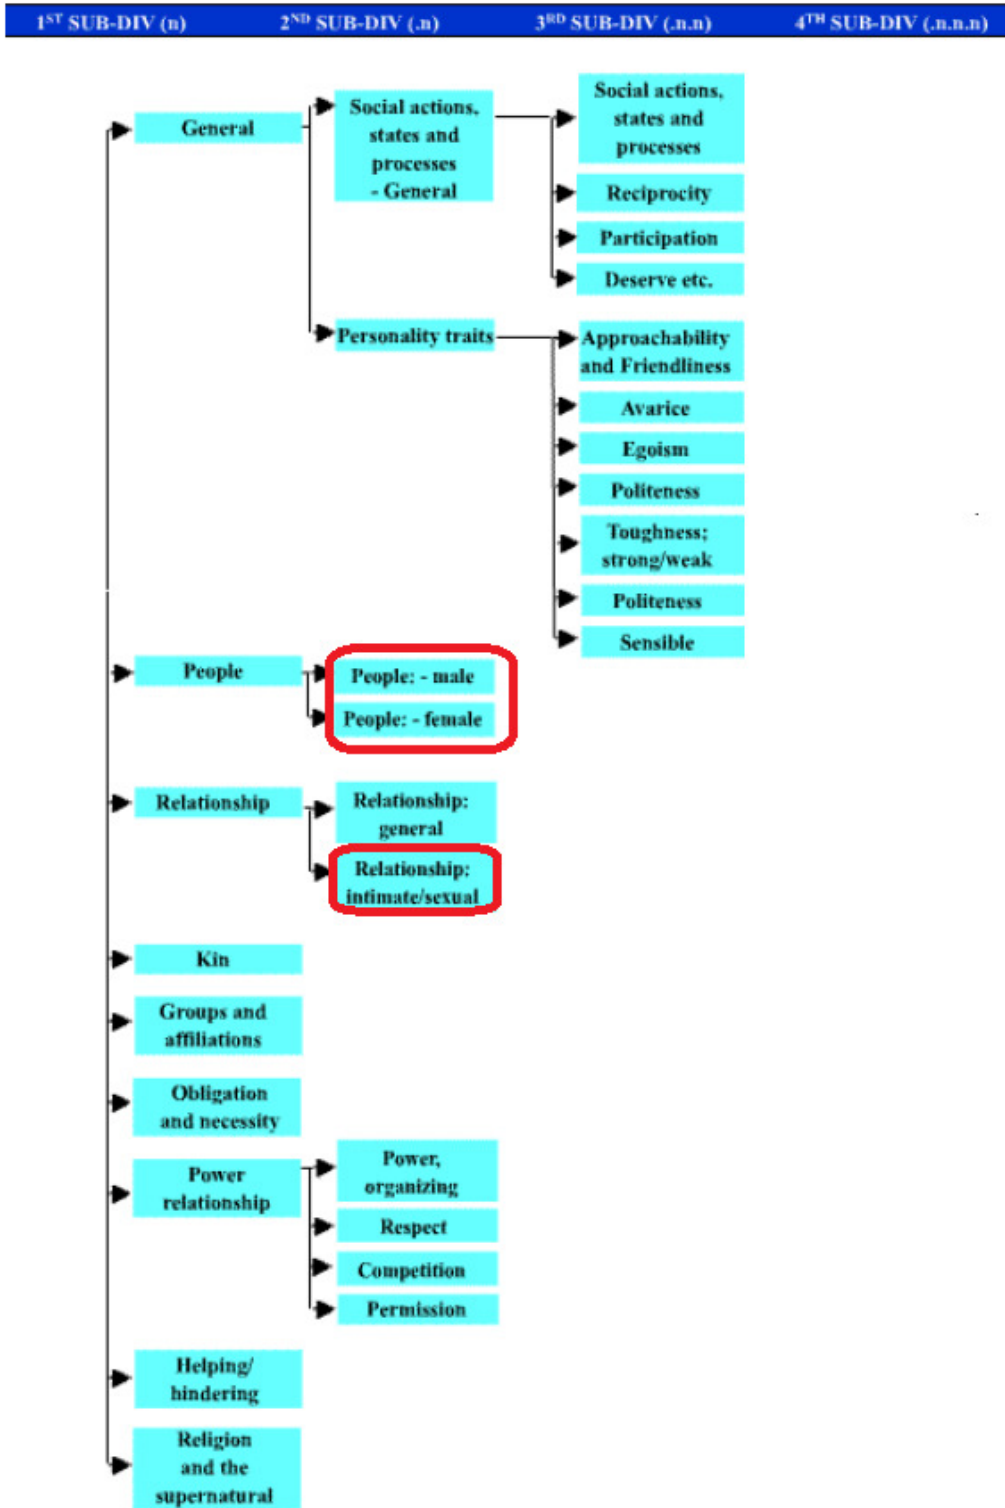 1ST SUB-DIV (n) 2ND SUB-DIV (.n) 3RD SUB-DIV (.n.n) 4TH SUB-DIV (.n.n.n)
General
Social actions,
states and
processes
- General
Social actions,
states and
processes
Reciprocity
Participation
Deserve etc.
Personality traits
Approachability
and Friendliness
Avarice
Egoism
Politeness
Toughness;
strong/weak
Politeness
Sensible
People
People: - male
People: - female
Relationship
Relationship:
general
Relationship:
intimate/sexual
Kin
Groups and
affiliations
Obligation
and necessity
Power
relationship
Power,
organizing
Respect
Competition
Permission
Helping/
hindering
Religion
and the
supernatural